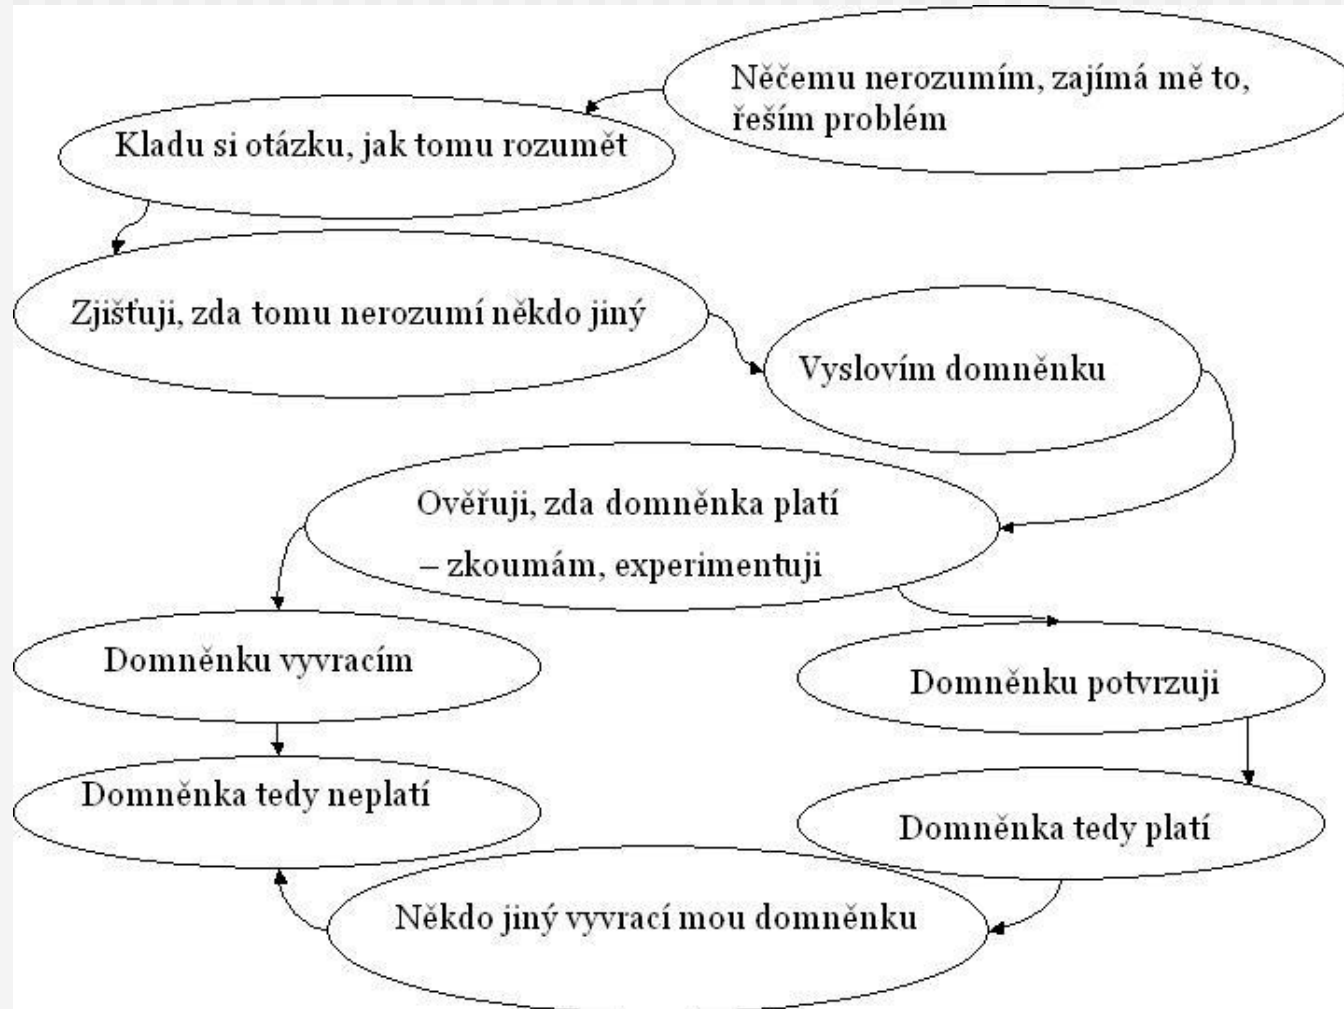 Něčemu nerozumím, zajímá mě to,
řeším problém
Kladu si otázku, jak tomu rozumět
Zjišťuji, zda tomu nerozumí někdo jiný
Vyslovím domněnku
Ověřuji, zda domněnka platí
– zkoumám, experimentuji
Domněnku vyvracím
Domněnku potvrzuji
Domněnka tedy neplatí
Domněnka tedy platí
Někdo jiný vyvrací mou domněnku